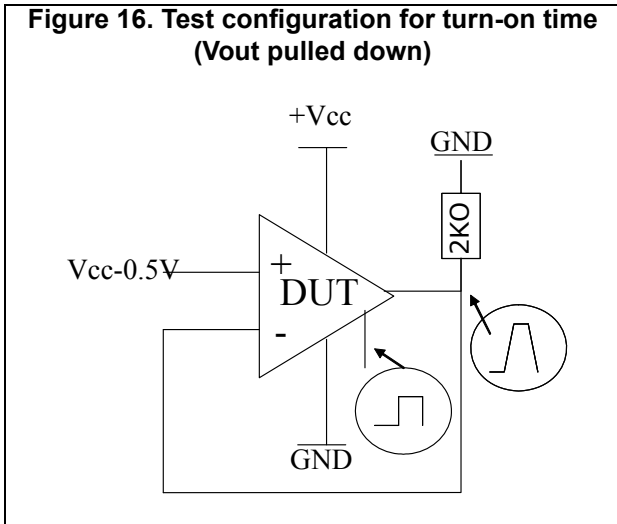 Figure 16. Test configuration for turn-on time
(Vout pulled down)
+Vcc
GND
2KO
Vcc-0.5V
+
DUT
-
GND